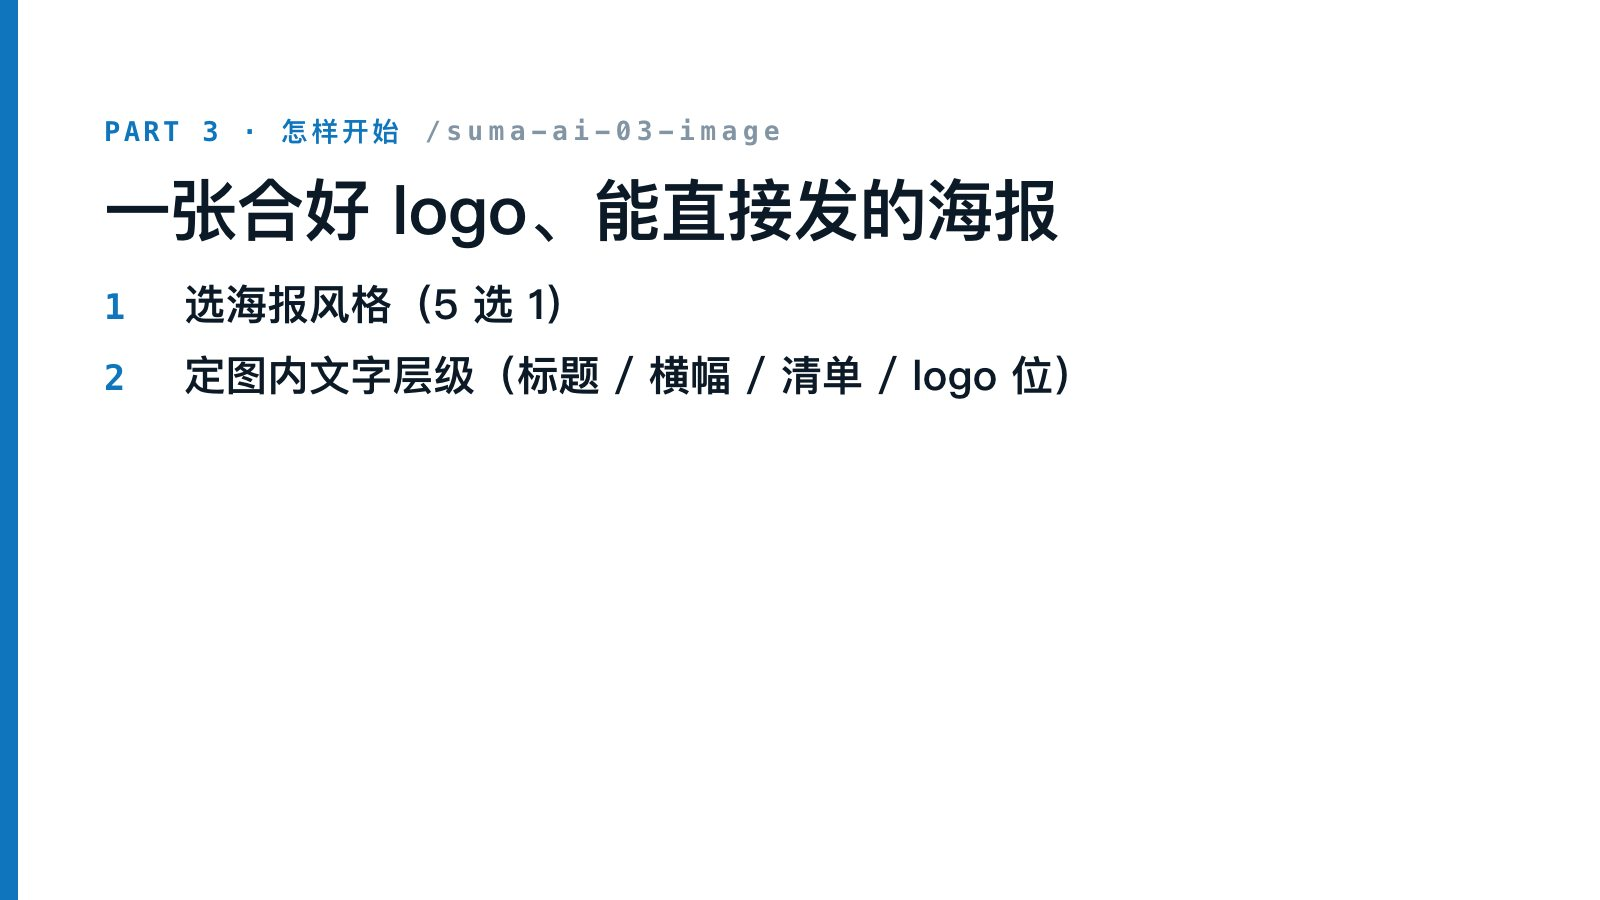 PART 3 · 怎样开始 /suma-ai-03-image
一张合好 logo、能直接发的海报
1 选海报风格（5 选 1）
2 定图内文字层级（标题 / 横幅 / 清单 / logo 位）